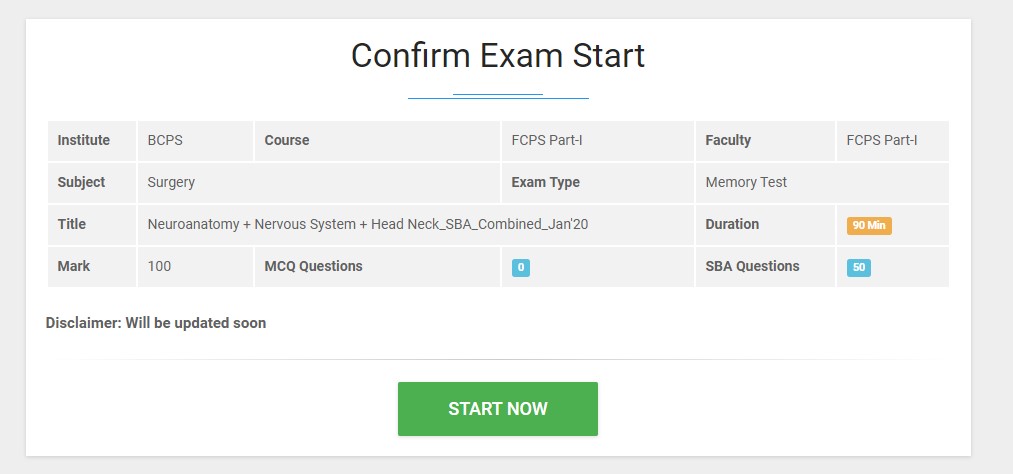 Confirm Exam Start
Institute BCPS Course FCPS Part-I Faculty FCPS Part-I
Subject Surgery Exam Type Memory Test
Title Neuroanatomy + Nervous System + Head Neck_SBA_Combined_Jan'20 Duration 90 Min
Mark 100 MCQ Questions 0 SBA Questions 50
Disclaimer: Will be updated soon
START NOW